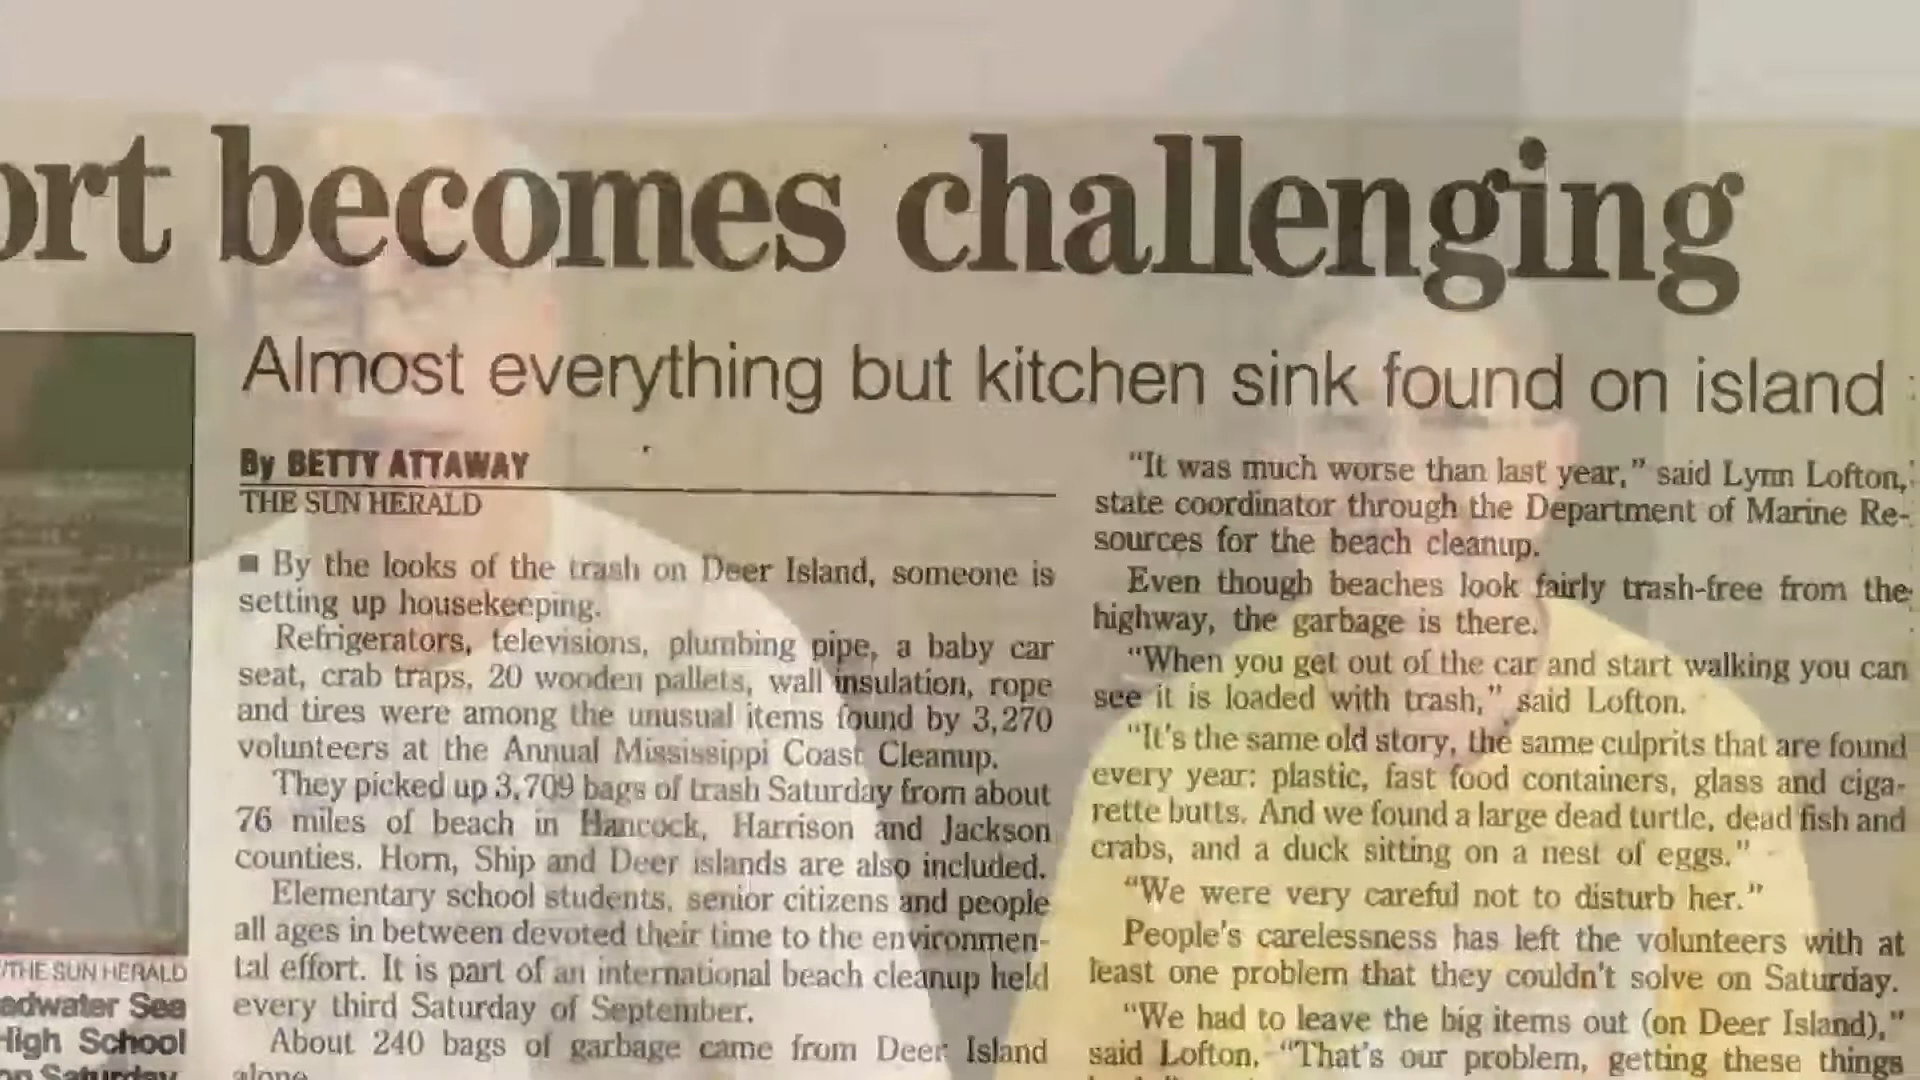 ort becomes challenging
Almost everything but kitchen sink found on island
By BETTY ATTAWAY
THE SUN HERALD
■ By the looks of the trash on Deer Island, someone is
setting up housekeeping.
Refrigerators, televisions, plumbing pipe, a baby car
seat, crab traps, 20 wooden pallets, wall insulation, rope
and tires were among the unusual items found by 3,270
volunteers at the Annual Mississippi Coast Cleanup.
They picked up 3,709 bags of trash Saturday from about
76 miles of beach in Hancock, Harrison and Jackson
counties. Horn, Ship and Deer islands are also included.
Elementary school students, senior citizens and people
all ages in between devoted their time to the environmen-
tal effort. It is part of an international beach cleanup held
every third Saturday of September.
About 240 bags of garbage came from Deer Island
alone.
"It was much worse than last year," said Lynn Lofton,
state coordinator through the Department of Marine Re-
sources for the beach cleanup.
Even though beaches look fairly trash-free from the
highway, the garbage is there.
"When you get out of the car and start walking you can
see it is loaded with trash," said Lofton.
"It's the same old story, the same culprits that are found
every year: plastic, fast food containers, glass and ciga-
rette butts. And we found a large dead turtle, dead fish and
crabs, and a duck sitting on a nest of eggs."
"We were very careful not to disturb her."
People's carelessness has left the volunteers with at
least one problem that they couldn't solve on Saturday.
"We had to leave the big items out (on Deer Island),"
said Lofton. "That's our problem, getting these things
/THE SUN HERALD
adwater Sea
High School
on Saturday